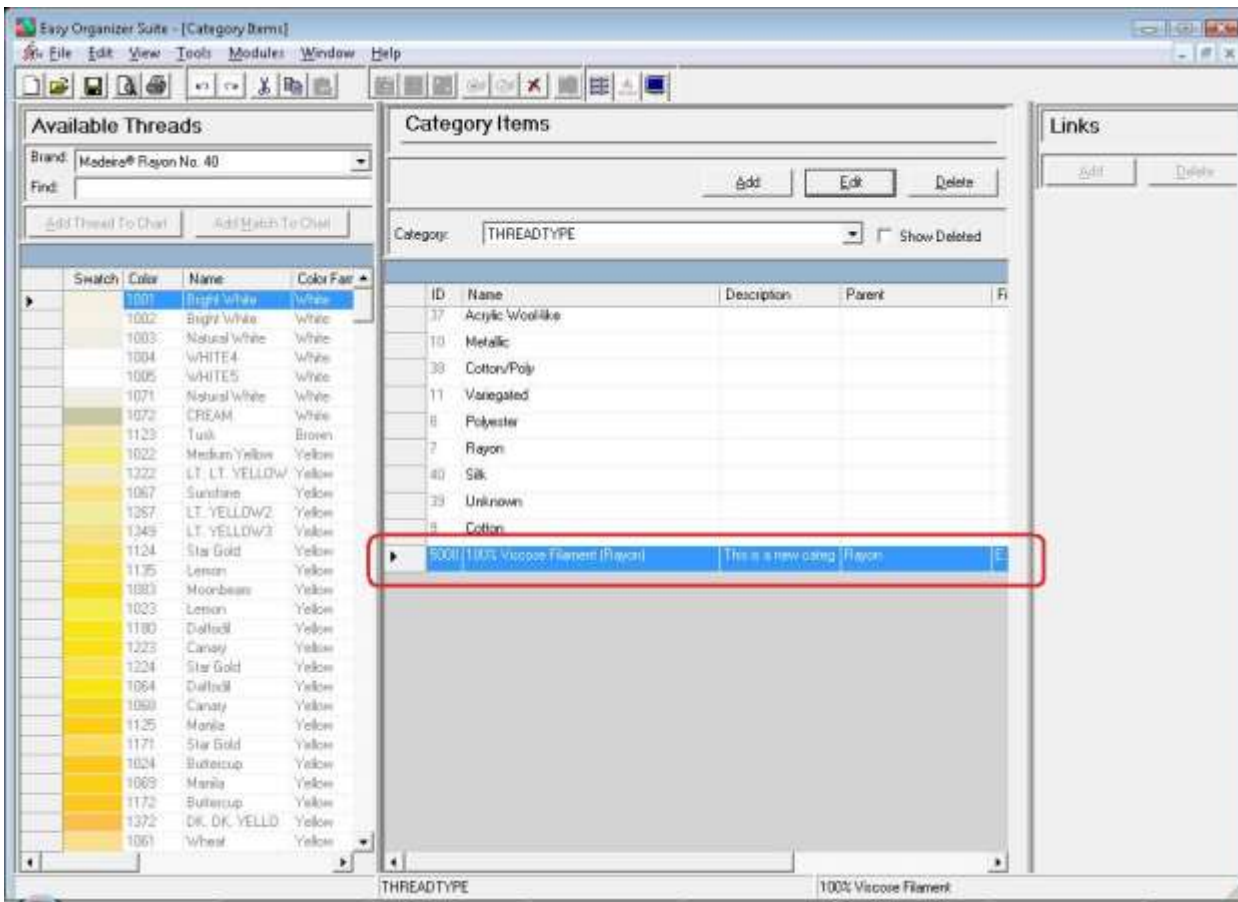 Easy Organizer Suite - [Category Items]
File Edit View Tools Modules Window Help
Available Threads
Brand: Madeira® Rayon No. 40
Find:
Add Thread To Chart Add Match To Chart
Swatch Color Name Color Fam
1001 Bright White White
1002 Bright White White
1003 Natural White White
1004 WHITE4 White
1005 WHITE5 White
1071 Natural White White
1072 CREAM White
1123 Tusk Brown
1022 Medium Yellow Yellow
1222 LT. LT. YELLOW Yellow
1067 Sunshine Yellow
1267 LT. YELLOW2 Yellow
1349 LT. YELLOW3 Yellow
1124 Star Gold Yellow
1135 Lemon Yellow
1083 Moonbeam Yellow
1023 Lemon Yellow
1180 Daffodil Yellow
1223 Canary Yellow
1224 Star Gold Yellow
1064 Daffodil Yellow
1068 Canary Yellow
1125 Manila Yellow
1171 Star Gold Yellow
1024 Buttercup Yellow
1069 Manila Yellow
1172 Buttercup Yellow
1372 DK. DK. YELLO Yellow
1061 Wheat Yellow
Category Items
Add Edit Delete
Category: THREADTYPE Show Deleted
ID Name Description Parent
37 Acrylic Wool-like
10 Metallic
38 Cotton/Poly
11 Variegated
Polyester
7 Rayon
40 Silk
39 Unknown
Cotton
100% Viscose Filament (Rayon) This is a new categ Rayon
Links
Add Delete
THREADTYPE 100% Viscose Filament